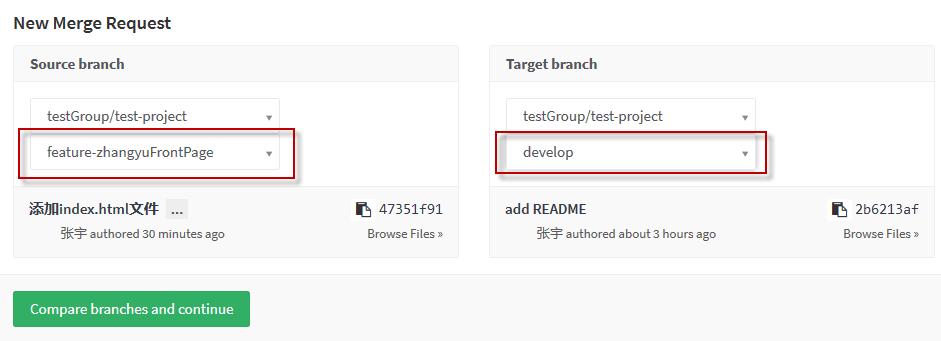 New Merge Request
Source branch
testGroup/test-project
feature-zhangyuFrontPage
添加index.html文件 ... 47351f91
张宇 authored 30 minutes ago Browse Files »
Target branch
testGroup/test-project
develop
add README 2b6213af
张宇 authored about 3 hours ago Browse Files »
Compare branches and continue